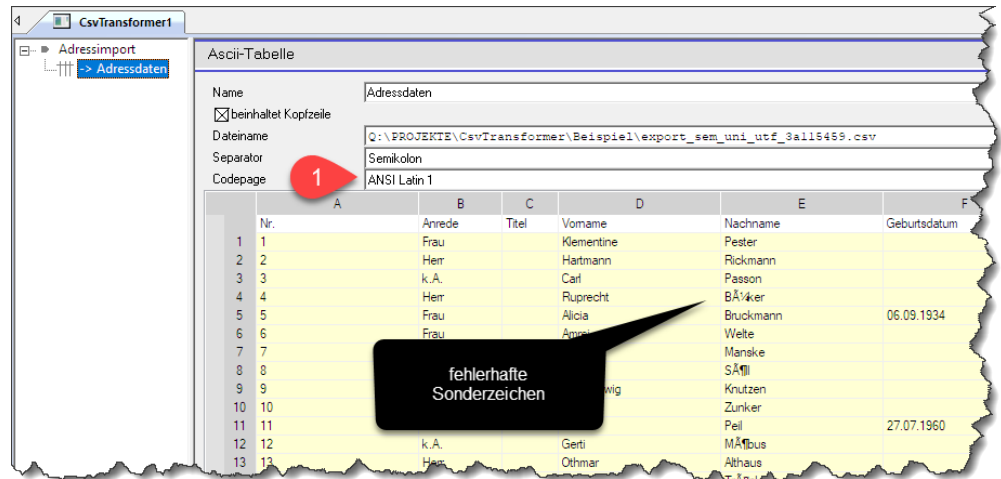 CsvTransformer1
Adressimport
-> Adressdaten
Ascii-Tabelle
Name Adressdaten
beinhaltet Kopfzeile
Dateiname Q:\PROJEKTE\CsvTransformer\Beispiel\export_sem_uni_utf_3a115459.csv
Separator Semikolon
Codepage 1 ANSI Latin 1
A B C D E F
Nr. Anrede Titel Vorname Nachname Geburtsdatum
1 1 Frau Klementine Pester
2 2 Herr Hartmann Rickmann
3 3 k.A. Carl Passon
4 4 Herr Ruprecht BÃ¼ker
5 5 Frau Alicia Bruckmann 06.09.1934
6 6 Frau Welte
7 7 Manske
8 8 SÃ¶ll
9 9 wig Knutzen
10 10 Zunker
11 11 Peil 27.07.1960
12 12 k.A. Gerti MÃ¶bus
13 13 Herr Othmar Althaus
fehlerhafte
Sonderzeichen